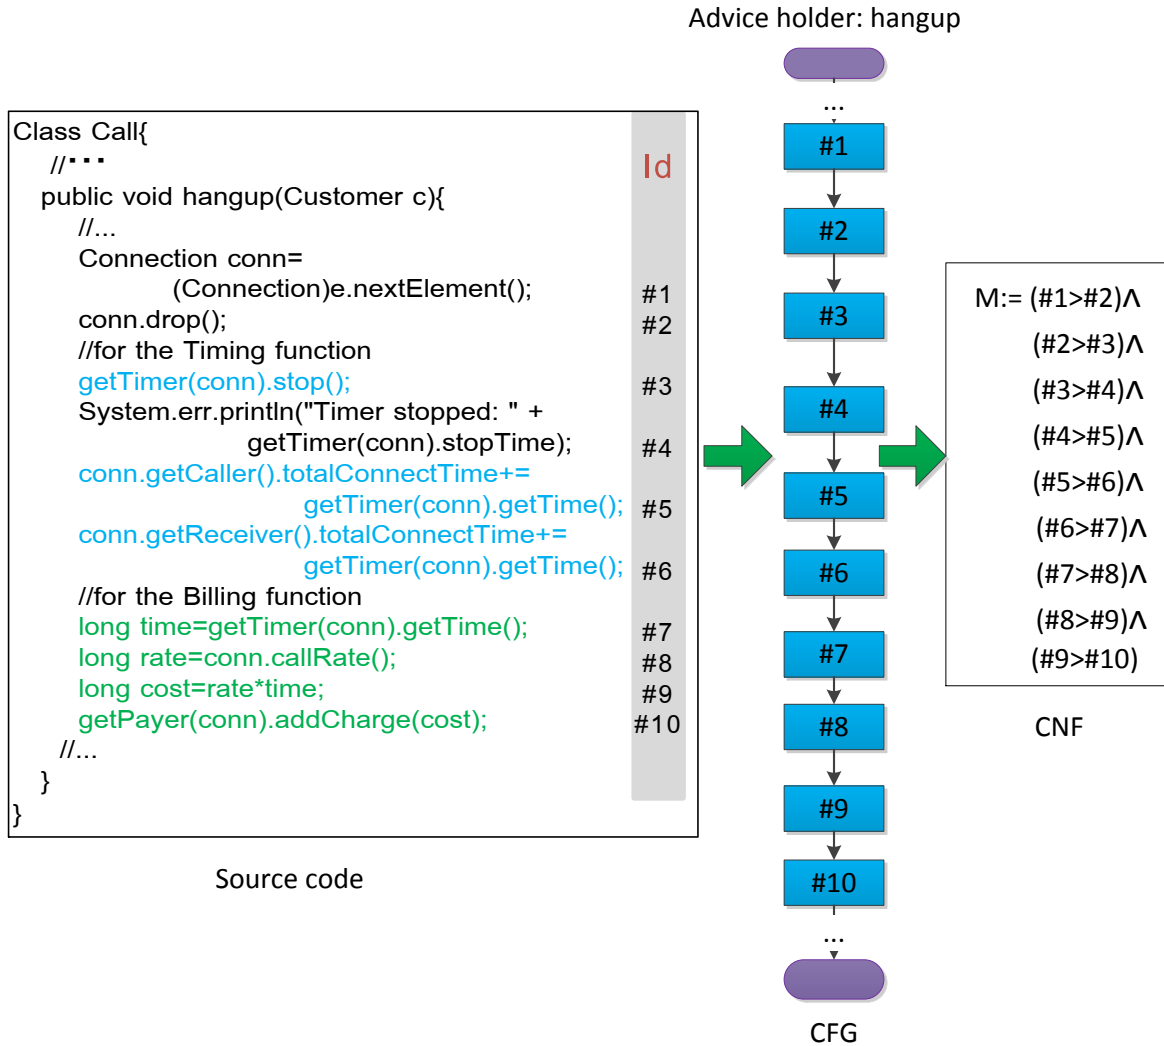 Advice holder: hangup
Class Call{
//···
Id
public void hangup(Customer c){
//...
Connection conn=
(Connection)e.nextElement();
#1
conn.drop();
#2
//for the Timing function
getTimer(conn).stop();
#3
System.err.println("Timer stopped: " +
getTimer(conn).stopTime);
#4
conn.getCaller().totalConnectTime+=
getTimer(conn).getTime();
#5
conn.getReceiver().totalConnectTime+=
getTimer(conn).getTime();
#6
//for the Billing function
long time=getTimer(conn).getTime();
#7
long rate=conn.callRate();
#8
long cost=rate*time;
#9
getPayer(conn).addCharge(cost);
#10
//...
}
}
Source code
...
#1
#2
#3
#4
#5
#6
#7
#8
#9
#10
...
CFG
M:= (#1>#2)Λ
(#2>#3)Λ
(#3>#4)Λ
(#4>#5)Λ
(#5>#6)Λ
(#6>#7)Λ
(#7>#8)Λ
(#8>#9)Λ
(#9>#10)
CNF